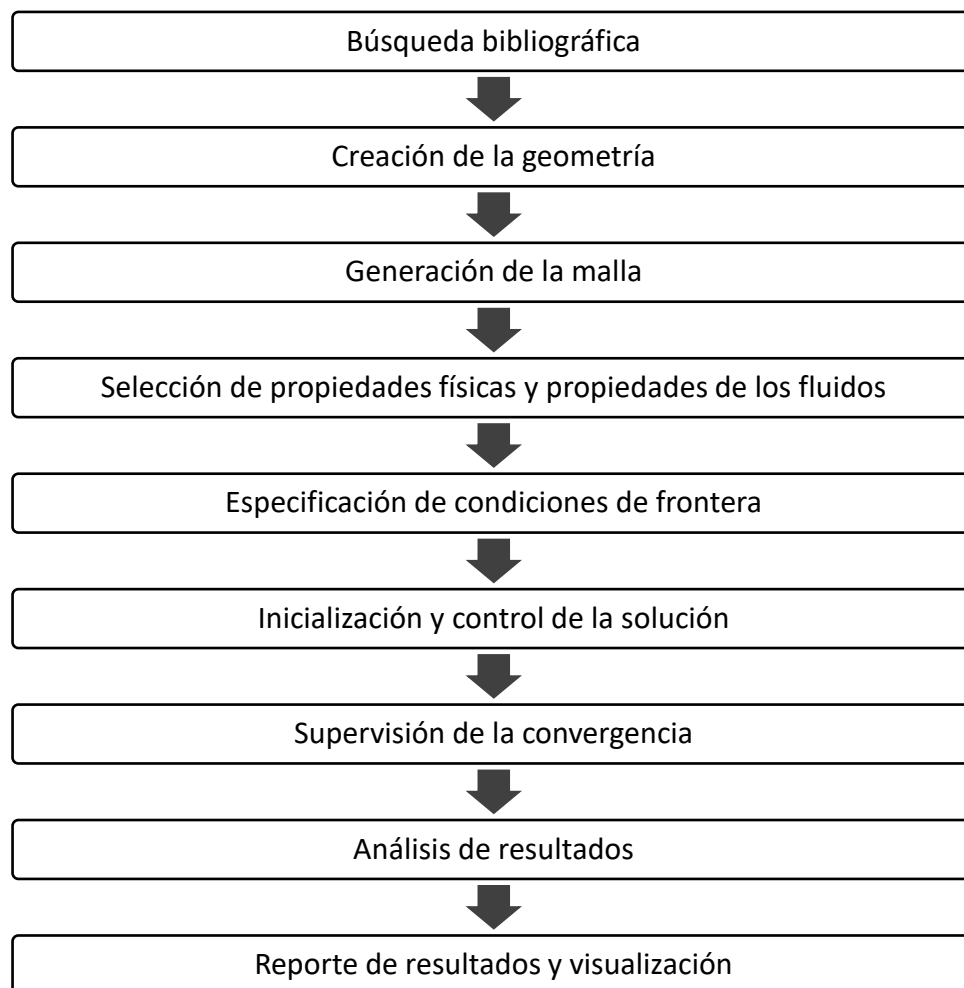 Búsqueda bibliográfica
Creación de la geometría
Generación de la malla
Selección de propiedades físicas y propiedades de los fluidos
Especificación de condiciones de frontera
Inicialización y control de la solución
Supervisión de la convergencia
Análisis de resultados
Reporte de resultados y visualización